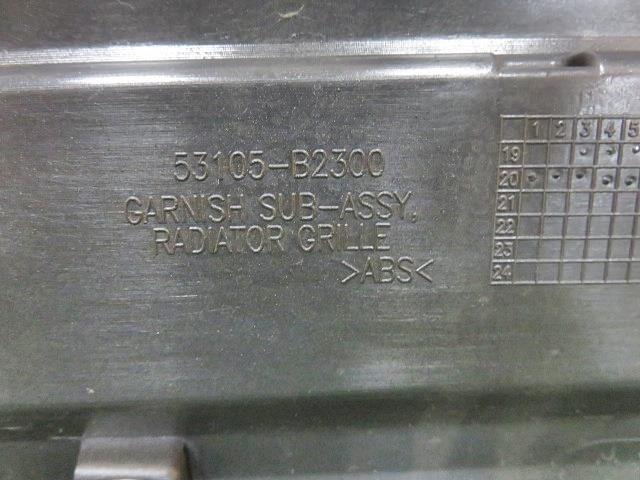 53105-B2300
GARNISH SUB-ASSY,
RADIATOR GRILLE
>ABS<
1 2 3 4 5
19
20
21
22
23
24